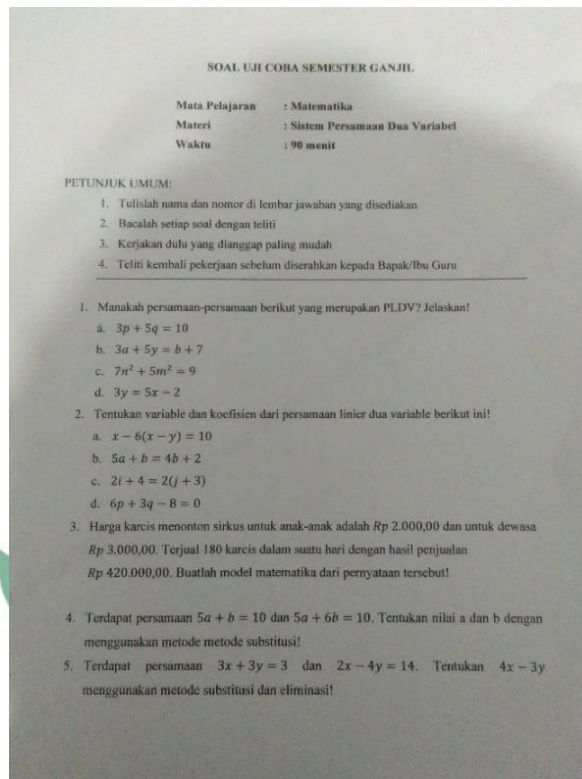 SOAL UJI COBA SEMESTER GANJIL
Mata Pelajaran : Matematika
Materi : Sistem Persamaan Dua Variabel
Waktu : 90 menit
PETUNJUK UMUM:
1. Tulislah nama dan nomor di lembar jawaban yang disediakan
2. Bacalah setiap soal dengan teliti
3. Kerjakan dulu yang dianggap paling mudah
4. Teliti kembali pekerjaan sebelum diserahkan kepada Bapak/Ibu Guru
1. Manakah persamaan-persamaan berikut yang merupakan PLDV? Jelaskan!
a. 3p + 5q = 10
b. 3a + 5y = b + 7
c. 7n² + 5m² = 9
d. 3y = 5x − 2
2. Tentukan variable dan koefisien dari persamaan linier dua variable berikut ini!
a. x − 6(x − y) = 10
b. 5a + b = 4b + 2
c. 2i + 4 = 2(j + 3)
d. 6p + 3q − 8 = 0
3. Harga karcis menonton sirkus untuk anak-anak adalah Rp 2.000,00 dan untuk dewasa
Rp 3.000,00. Terjual 180 karcis dalam suatu hari dengan hasil penjualan
Rp 420.000,00. Buatlah model matematika dari pernyataan tersebut!
4. Terdapat persamaan 5a + b = 10 dan 5a + 6b = 10. Tentukan nilai a dan b dengan
menggunakan metode metode substitusi!
5. Terdapat persamaan 3x + 3y = 3 dan 2x − 4y = 14. Tentukan 4x − 3y
menggunakan metode substitusi dan eliminasi!